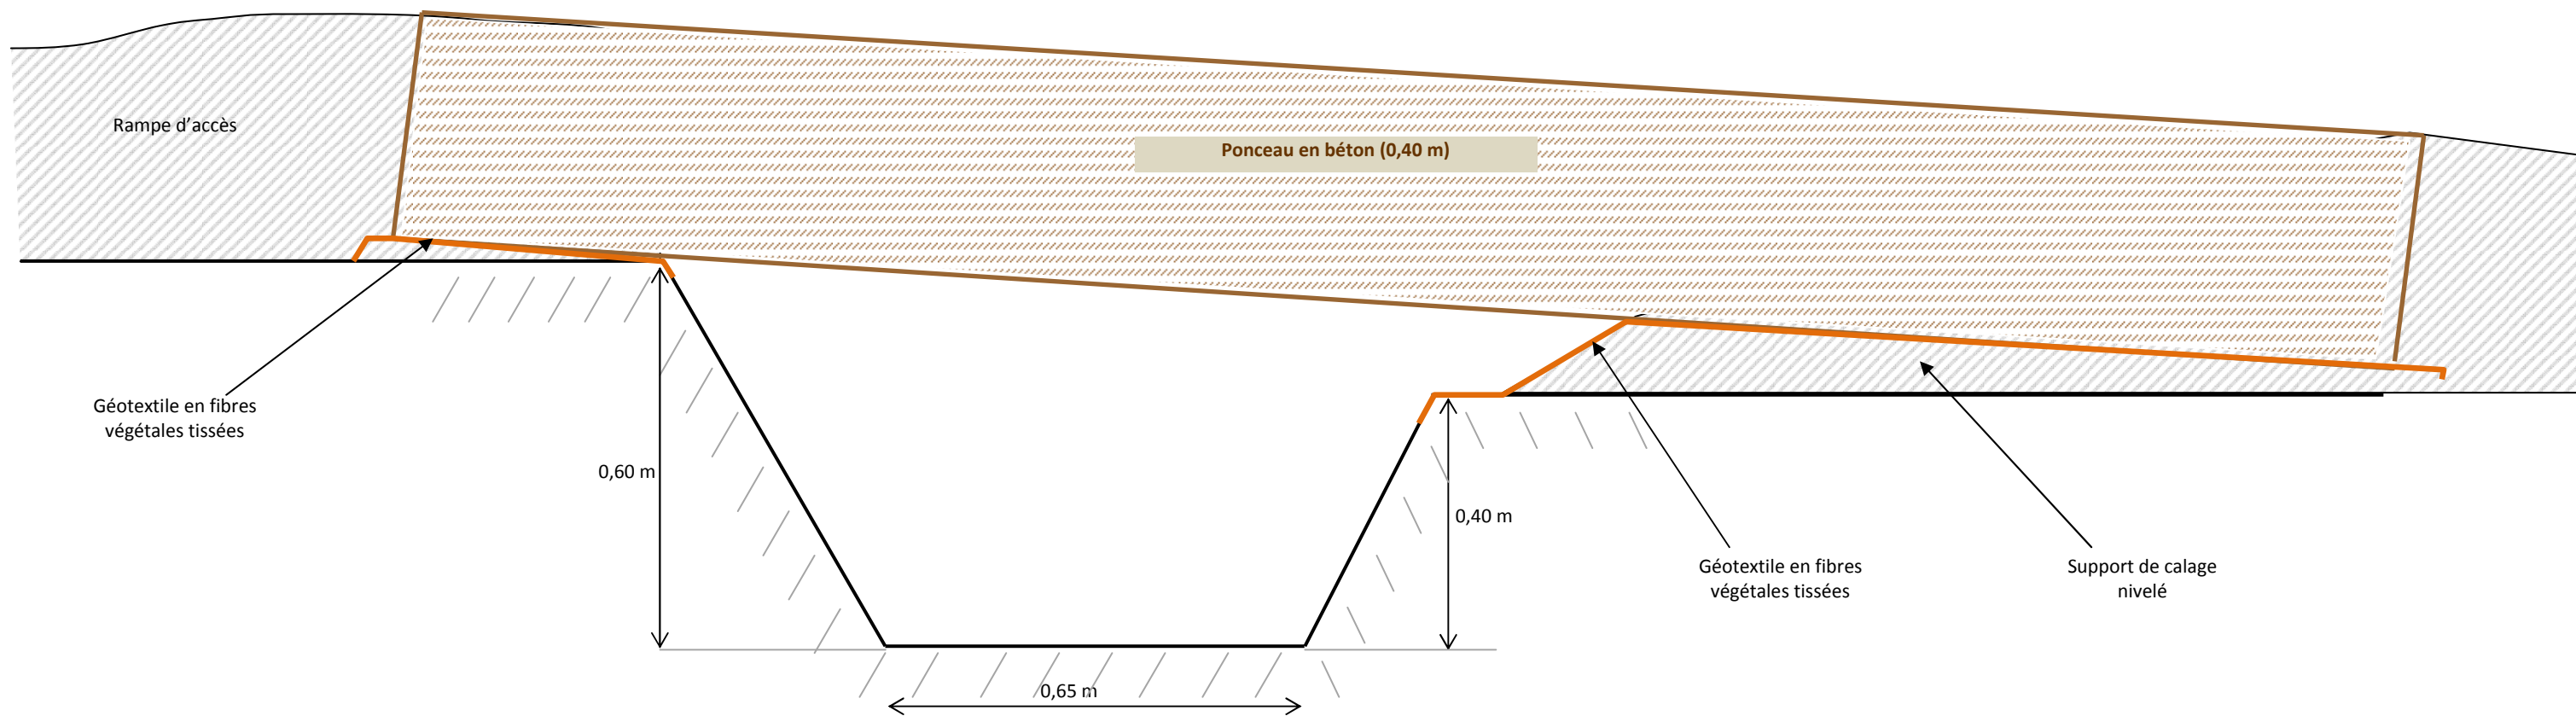 Rampe d’accès
Ponceau en béton (0,40 m)
Géotextile en fibres
végétales tissées
0,60 m
0,40 m
Géotextile en fibres
végétales tissées
Support de calage
nivelé
0,65 m